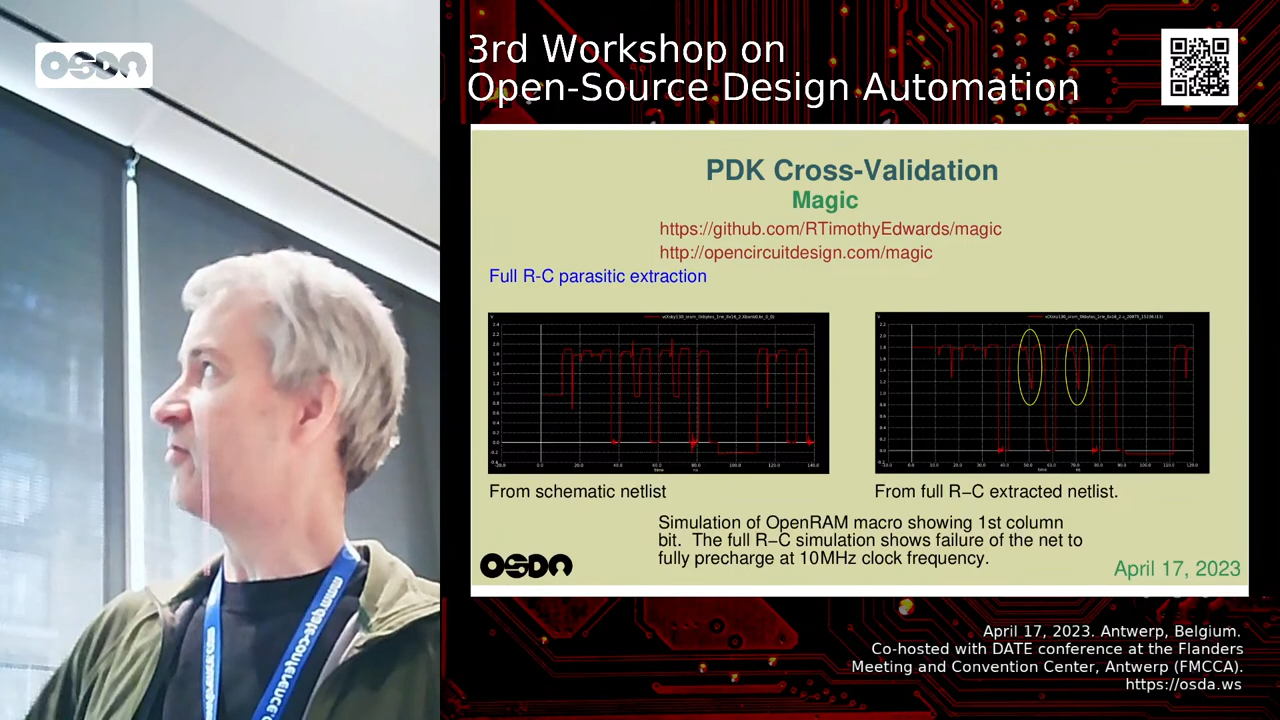 OSDA
3rd Workshop on
Open-Source Design Automation
PDK Cross-Validation
Magic
https://github.com/RTimothyEdwards/magic
http://opencircuitdesign.com/magic
Full R-C parasitic extraction
From schematic netlist
From full R−C extracted netlist.
Simulation of OpenRAM macro showing 1st column
bit. The full R−C simulation shows failure of the net to
fully precharge at 10MHz clock frequency.
OSDA
April 17, 2023
April 17, 2023. Antwerp, Belgium.
Co-hosted with DATE conference at the Flanders
Meeting and Convention Center, Antwerp (FMCCA).
https://osda.ws